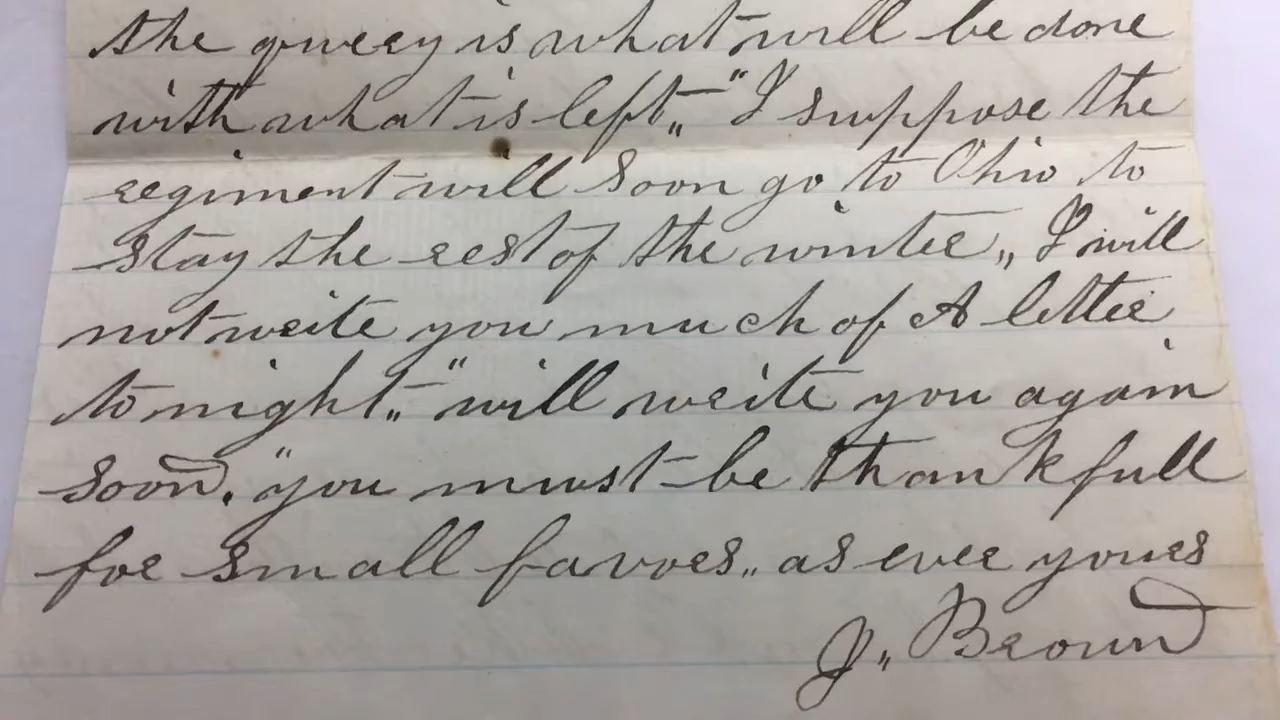 the query is what will be done
with what is left,, " I suppose the
regiment will soon go to Ohio to
stay the rest of the winter,, I will
not write you much of A letter
to night,, " will write you again
soon. " you must be thankfull
for small favors,, as ever yours
J,, Brown